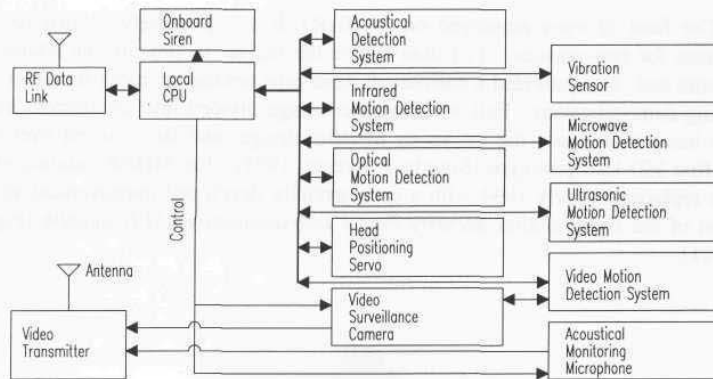 Onboard
Siren
RF Data
Link
Local
CPU
Control
Acoustical
Detection
System
Infrared
Motion Detection
System
Optical
Motion Detection
System
Head
Positioning
Servo
Video
Surveillance
Camera
Vibration
Sensor
Microwave
Motion Detection
System
Ultrasonic
Motion Detection
System
Video Motion
Detection System
Acoustical
Monitoring
Microphone
Antenna
Video
Transmitter